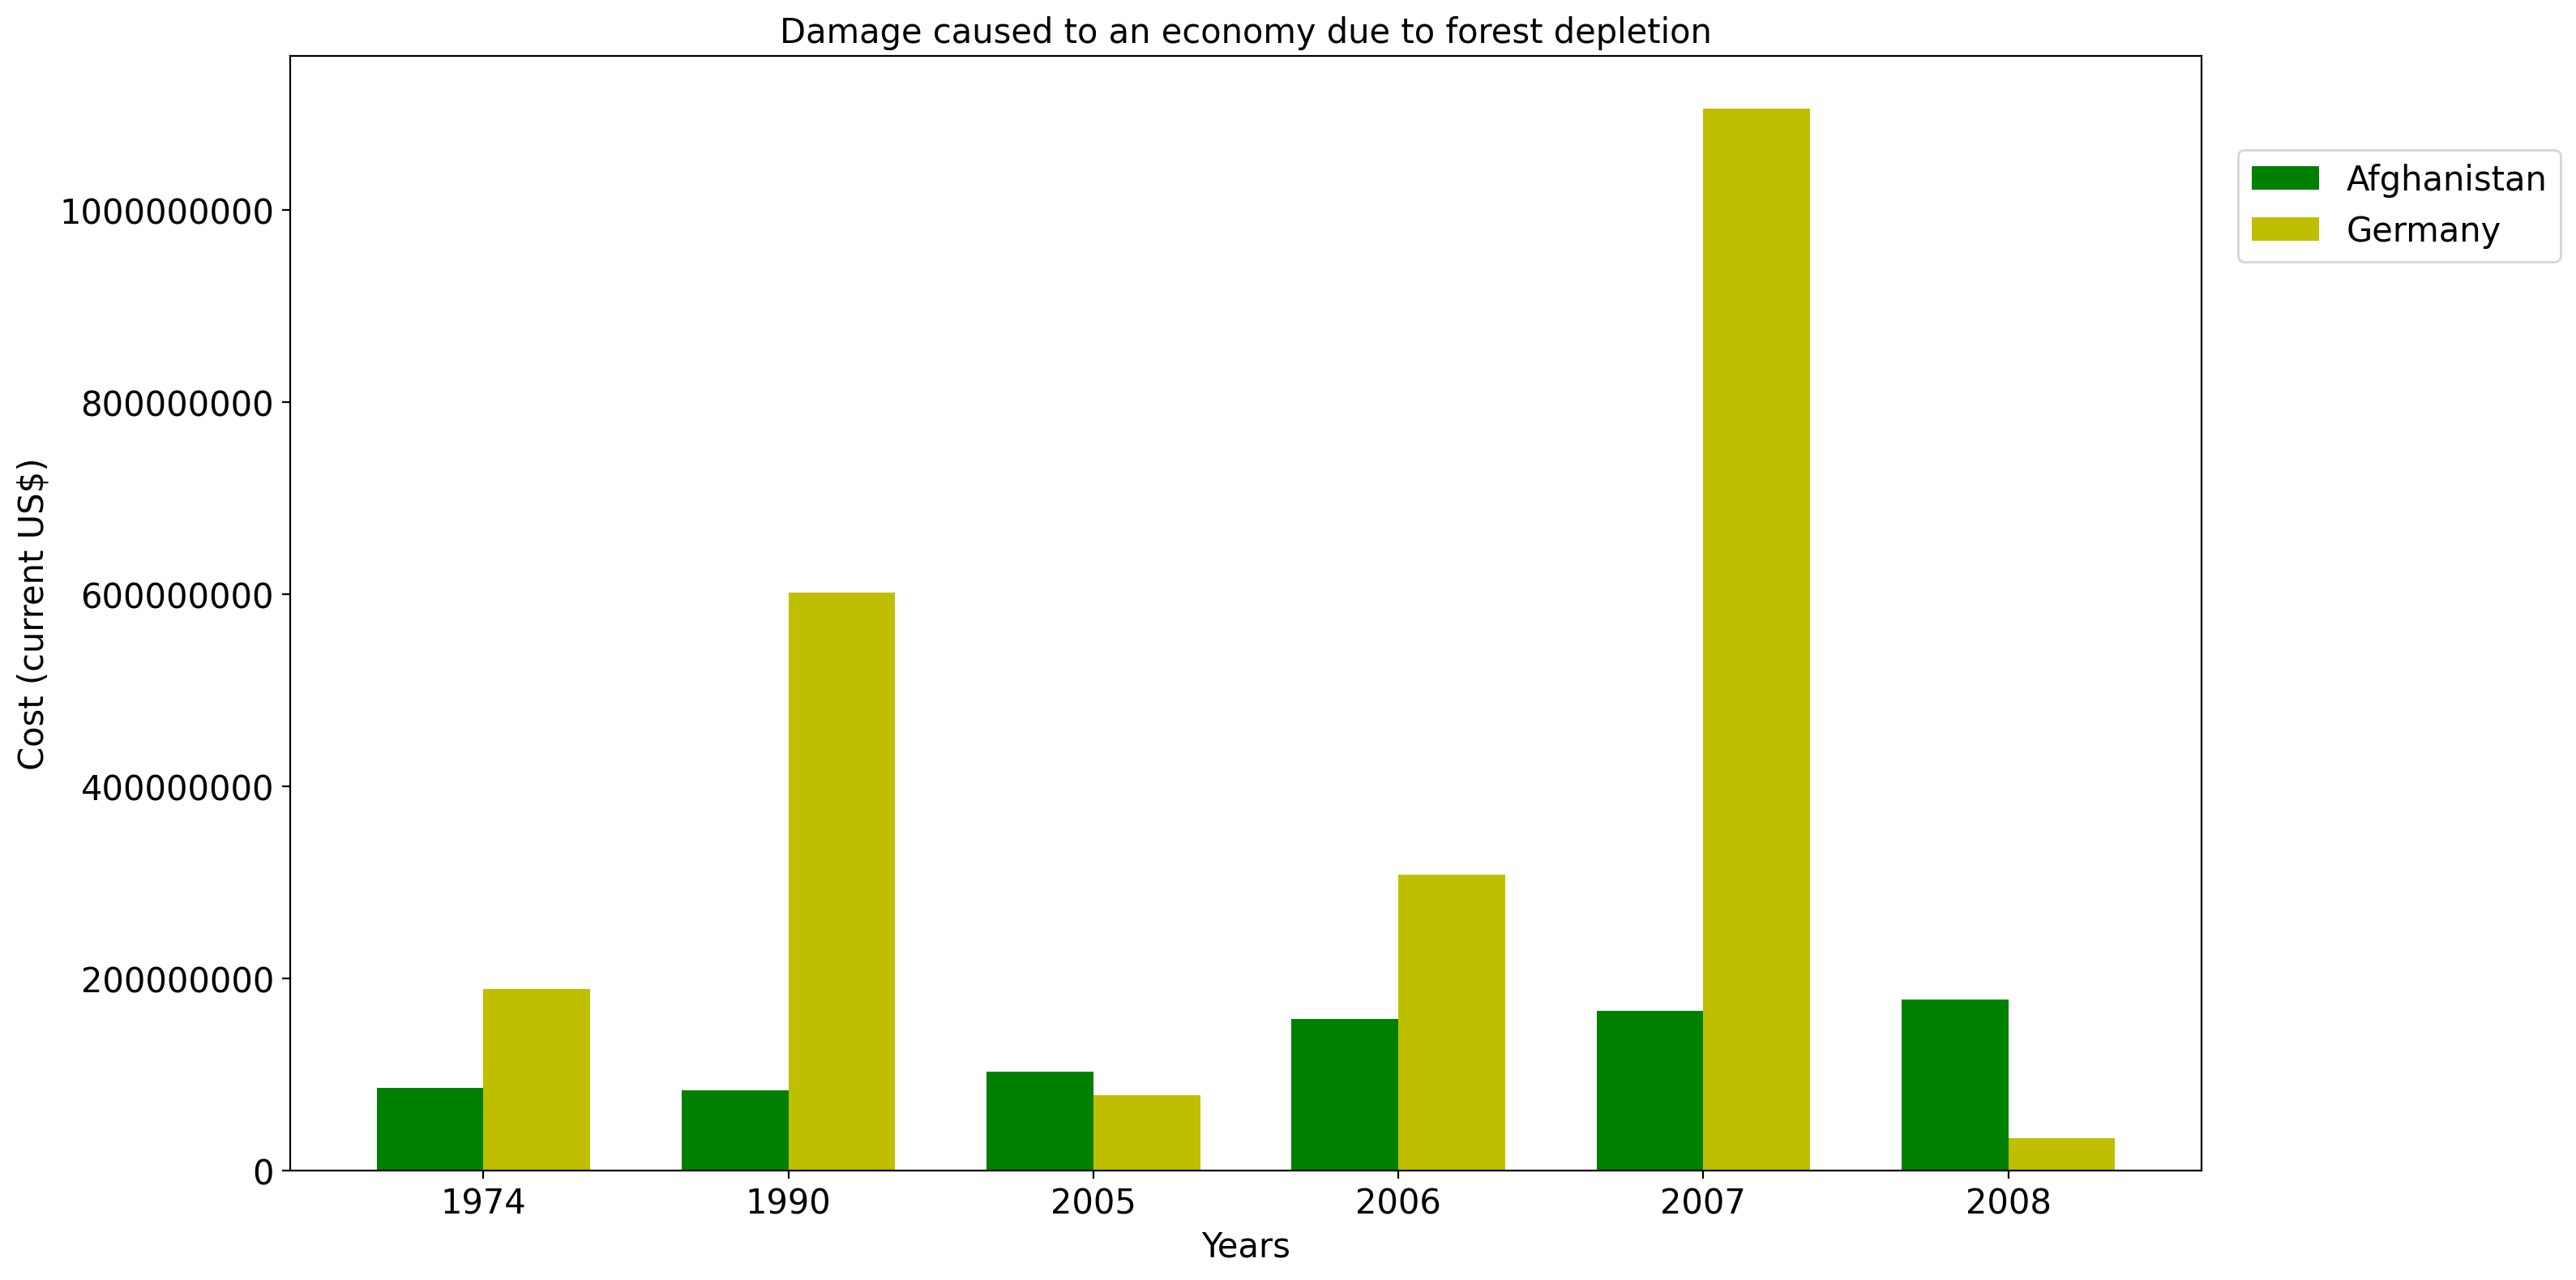 Damage caused to an economy due to forest depletion
1000000000
800000000
600000000
400000000
200000000
0
Cost (current US$)
1974 1990 2005 2006 2007 2008
Years
Afghanistan
Germany